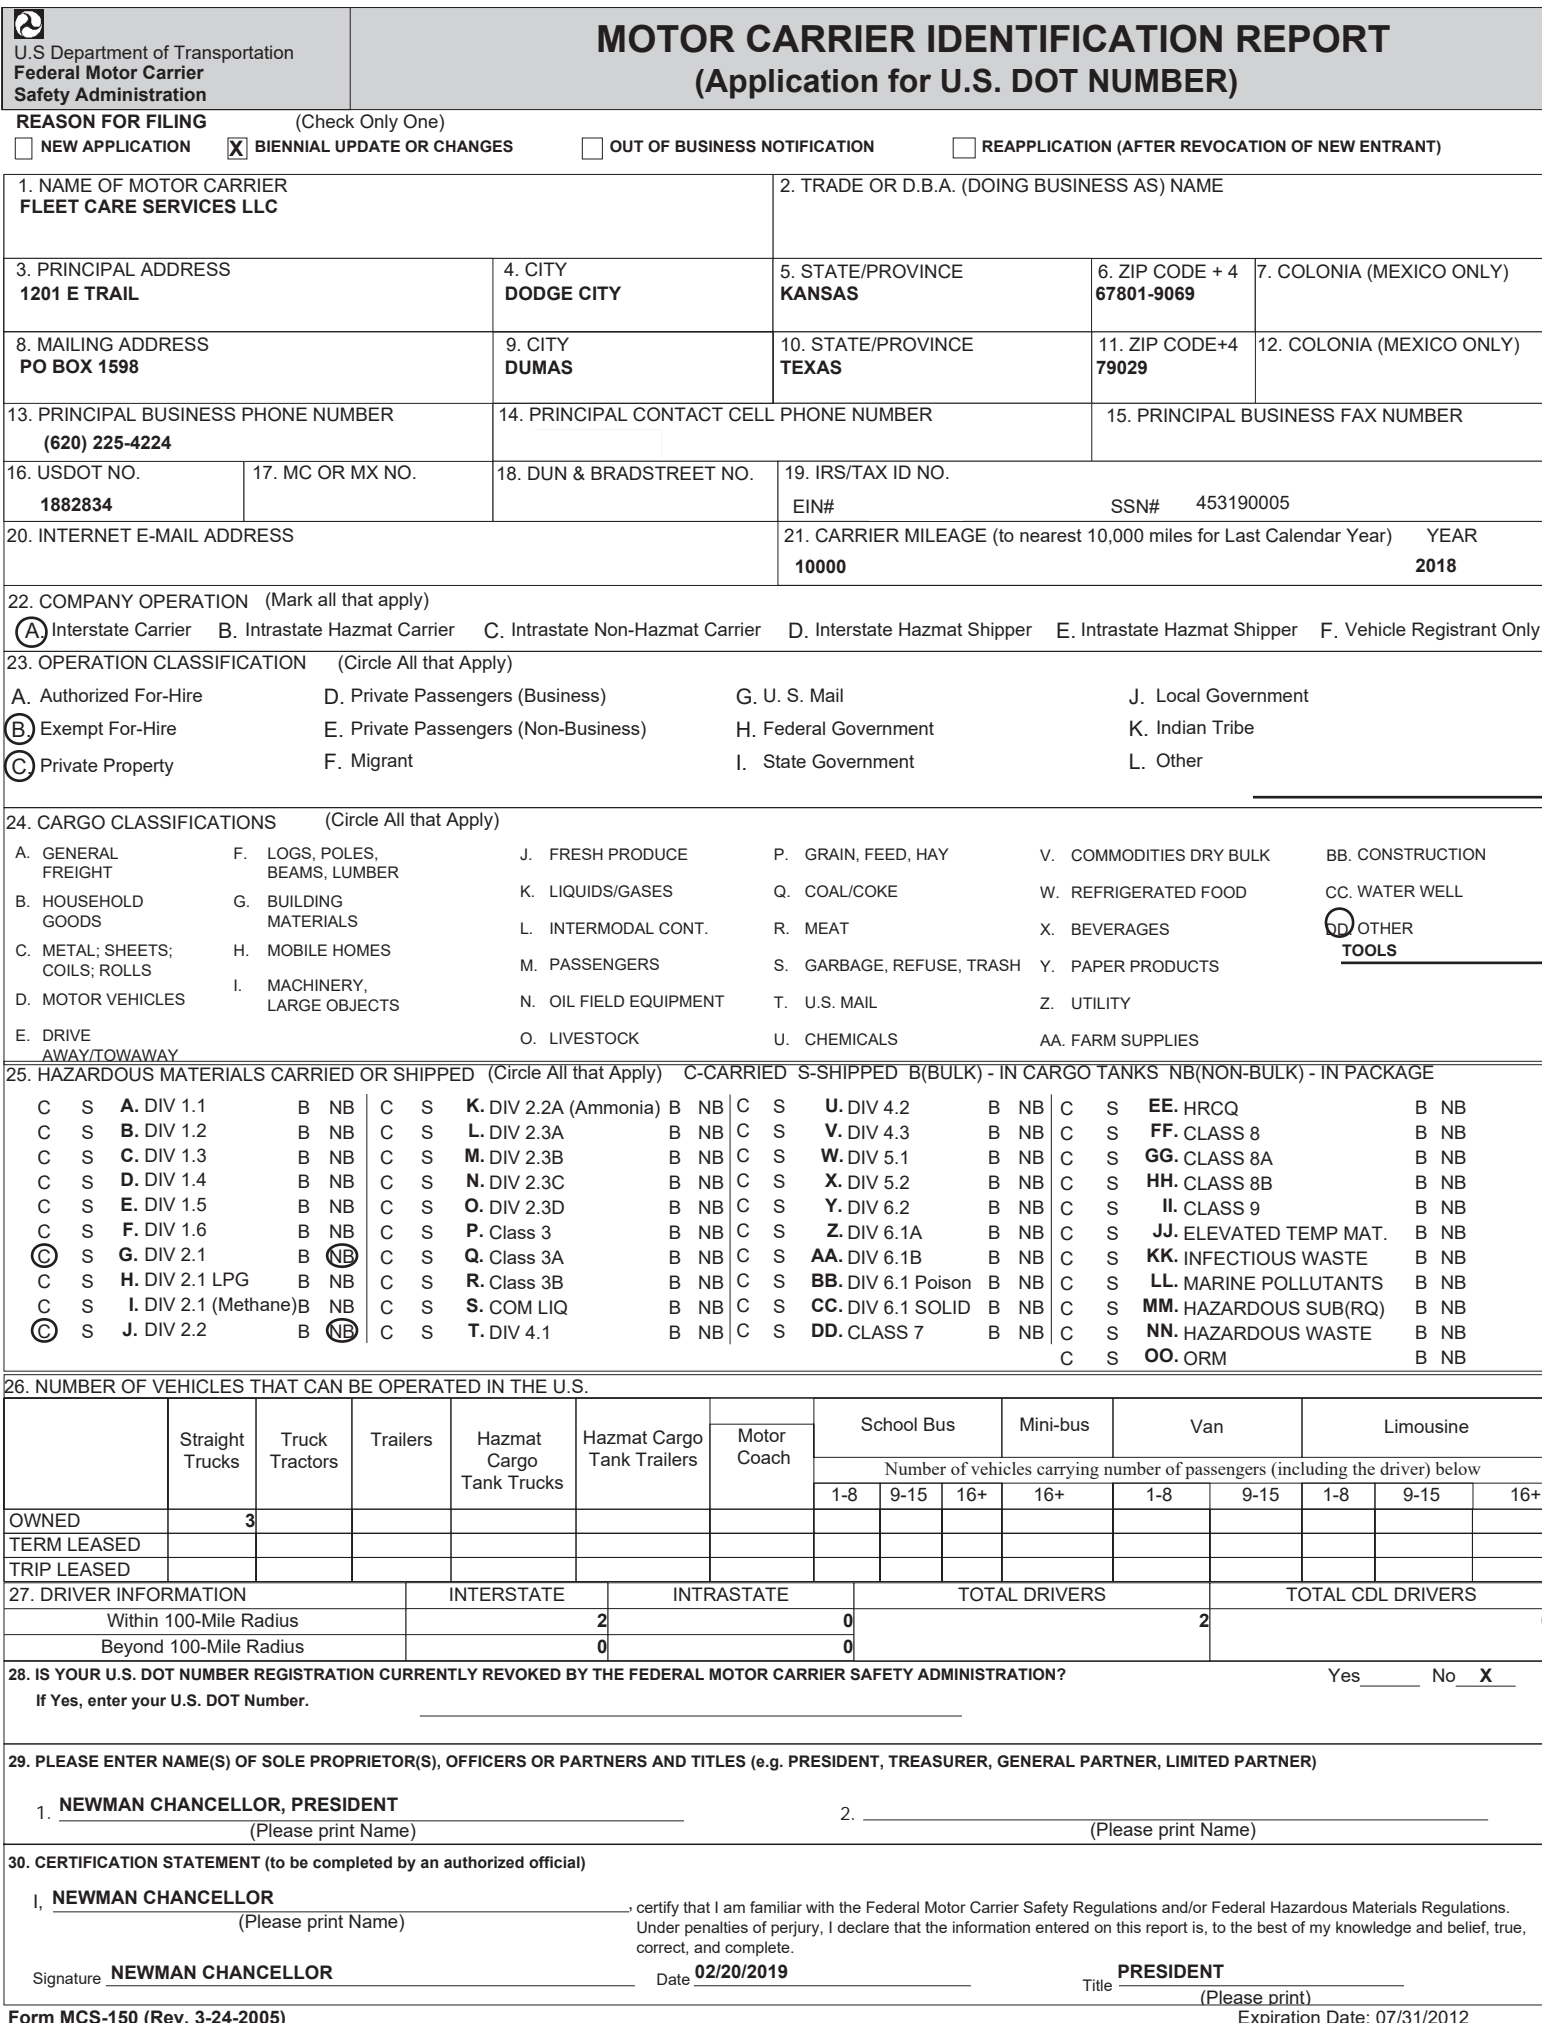 U.S Department of Transportation
Federal Motor Carrier
Safety Administration
MOTOR CARRIER IDENTIFICATION REPORT
(Application for U.S. DOT NUMBER)
REASON FOR FILING (Check Only One)
NEW APPLICATION X BIENNIAL UPDATE OR CHANGES OUT OF BUSINESS NOTIFICATION REAPPLICATION (AFTER REVOCATION OF NEW ENTRANT)
1. NAME OF MOTOR CARRIER 2. TRADE OR D.B.A. (DOING BUSINESS AS) NAME
FLEET CARE SERVICES LLC
3. PRINCIPAL ADDRESS 4. CITY 5. STATE/PROVINCE 6. ZIP CODE + 4 7. COLONIA (MEXICO ONLY)
1201 E TRAIL DODGE CITY KANSAS 67801-9069
8. MAILING ADDRESS 9. CITY 10. STATE/PROVINCE 11. ZIP CODE+4 12. COLONIA (MEXICO ONLY)
PO BOX 1598 DUMAS TEXAS 79029
13. PRINCIPAL BUSINESS PHONE NUMBER 14. PRINCIPAL CONTACT CELL PHONE NUMBER 15. PRINCIPAL BUSINESS FAX NUMBER
(620) 225-4224
16. USDOT NO. 17. MC OR MX NO. 18. DUN & BRADSTREET NO. 19. IRS/TAX ID NO.
1882834 EIN# SSN# 453190005
20. INTERNET E-MAIL ADDRESS 21. CARRIER MILEAGE (to nearest 10,000 miles for Last Calendar Year) YEAR
10000 2018
22. COMPANY OPERATION (Mark all that apply)
A. Interstate Carrier B. Intrastate Hazmat Carrier C. Intrastate Non-Hazmat Carrier D. Interstate Hazmat Shipper E. Intrastate Hazmat Shipper F. Vehicle Registrant Only
23. OPERATION CLASSIFICATION (Circle All that Apply)
A. Authorized For-Hire D. Private Passengers (Business) G. U. S. Mail J. Local Government
B. Exempt For-Hire E. Private Passengers (Non-Business) H. Federal Government K. Indian Tribe
C. Private Property F. Migrant I. State Government L. Other
24. CARGO CLASSIFICATIONS (Circle All that Apply)
A. GENERAL
FREIGHT
B. HOUSEHOLD
GOODS
C. METAL; SHEETS;
COILS; ROLLS
D. MOTOR VEHICLES
E. DRIVE
AWAY/TOWAWAY
F. LOGS, POLES,
BEAMS, LUMBER
G. BUILDING
MATERIALS
H. MOBILE HOMES
I. MACHINERY,
LARGE OBJECTS
J. FRESH PRODUCE
K. LIQUIDS/GASES
L. INTERMODAL CONT.
M. PASSENGERS
N. OIL FIELD EQUIPMENT
O. LIVESTOCK
P. GRAIN, FEED, HAY
Q. COAL/COKE
R. MEAT
S. GARBAGE, REFUSE, TRASH
T. U.S. MAIL
U. CHEMICALS
V. COMMODITIES DRY BULK
W. REFRIGERATED FOOD
X. BEVERAGES
Y. PAPER PRODUCTS
Z. UTILITY
AA. FARM SUPPLIES
BB. CONSTRUCTION
CC. WATER WELL
DD. OTHER
TOOLS
25. HAZARDOUS MATERIALS CARRIED OR SHIPPED (Circle All that Apply) C-CARRIED S-SHIPPED B(BULK) - IN CARGO TANKS NB(NON-BULK) - IN PACKAGE
C S A. DIV 1.1 B NB C S K. DIV 2.2A (Ammonia) B NB C S U. DIV 4.2 B NB C S EE. HRCQ B NB
C S B. DIV 1.2 B NB C S L. DIV 2.3A B NB C S V. DIV 4.3 B NB C S FF. CLASS 8 B NB
C S C. DIV 1.3 B NB C S M. DIV 2.3B B NB C S W. DIV 5.1 B NB C S GG. CLASS 8A B NB
C S D. DIV 1.4 B NB C S N. DIV 2.3C B NB C S X. DIV 5.2 B NB C S HH. CLASS 8B B NB
C S E. DIV 1.5 B NB C S O. DIV 2.3D B NB C S Y. DIV 6.2 B NB C S II. CLASS 9 B NB
C S F. DIV 1.6 B NB C S P. Class 3 B NB C S Z. DIV 6.1A B NB C S JJ. ELEVATED TEMP MAT. B NB
C S G. DIV 2.1 B NB C S Q. Class 3A B NB C S AA. DIV 6.1B B NB C S KK. INFECTIOUS WASTE B NB
C S H. DIV 2.1 LPG B NB C S R. Class 3B B NB C S BB. DIV 6.1 Poison B NB C S LL. MARINE POLLUTANTS B NB
C S I. DIV 2.1 (Methane) B NB C S S. COM LIQ B NB C S CC. DIV 6.1 SOLID B NB C S MM. HAZARDOUS SUB(RQ) B NB
C S J. DIV 2.2 B NB C S T. DIV 4.1 B NB C S DD. CLASS 7 B NB C S NN. HAZARDOUS WASTE B NB
C S OO. ORM B NB
26. NUMBER OF VEHICLES THAT CAN BE OPERATED IN THE U.S.
Straight
Trucks
Truck
Tractors
Trailers
Hazmat
Cargo
Tank Trucks
Hazmat Cargo
Tank Trailers
Motor
Coach
School Bus Mini-bus Van Limousine
Number of vehicles carrying number of passengers (including the driver) below
1-8 9-15 16+ 16+ 1-8 9-15 1-8 9-15 16+
OWNED 3
TERM LEASED
TRIP LEASED
27. DRIVER INFORMATION INTERSTATE INTRASTATE TOTAL DRIVERS TOTAL CDL DRIVERS
Within 100-Mile Radius 2 0 2
Beyond 100-Mile Radius 0 0
28. IS YOUR U.S. DOT NUMBER REGISTRATION CURRENTLY REVOKED BY THE FEDERAL MOTOR CARRIER SAFETY ADMINISTRATION? Yes No X
If Yes, enter your U.S. DOT Number.
29. PLEASE ENTER NAME(S) OF SOLE PROPRIETOR(S), OFFICERS OR PARTNERS AND TITLES (e.g. PRESIDENT, TREASURER, GENERAL PARTNER, LIMITED PARTNER)
1. NEWMAN CHANCELLOR, PRESIDENT 2.
(Please print Name) (Please print Name)
30. CERTIFICATION STATEMENT (to be completed by an authorized official)
I, NEWMAN CHANCELLOR , certify that I am familiar with the Federal Motor Carrier Safety Regulations and/or Federal Hazardous Materials Regulations.
(Please print Name) Under penalties of perjury, I declare that the information entered on this report is, to the best of my knowledge and belief, true,
correct, and complete.
Signature NEWMAN CHANCELLOR Date 02/20/2019 Title PRESIDENT
(Please print)
Form MCS-150 (Rev. 3-24-2005) Expiration Date: 07/31/2012